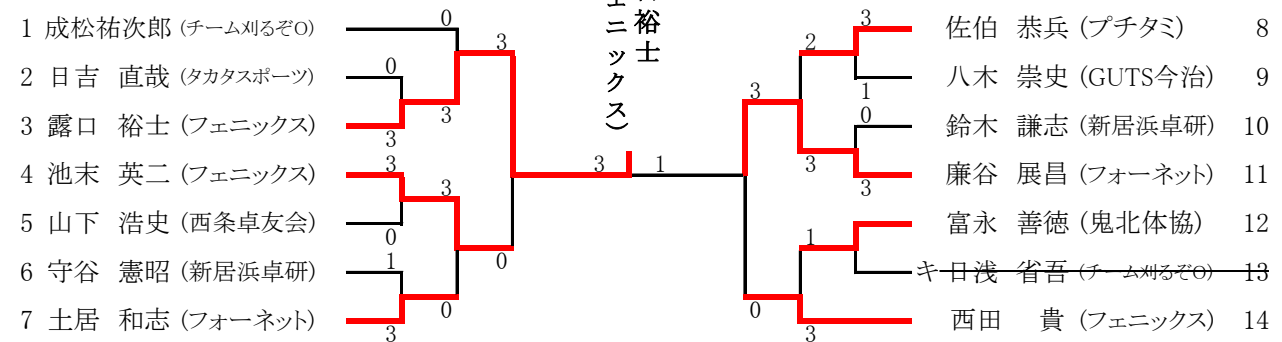 裕士
ェニックス）
1 成松祐次郎 (チーム刈るぞO)
2 日吉 直哉 (タカタスポーツ)
3 露口 裕士 (フェニックス)
4 池末 英二 (フェニックス)
5 山下 浩史 (西条卓友会)
6 守谷 憲昭 (新居浜卓研)
7 土居 和志 (フォーネット)
0
0
3
3
3
3
0
3
1
0
3
0
3
1
3
2
3
0
3
3
1
0
3
3
1
0
佐伯 恭兵 (プチタミ) 8
八木 崇史 (GUTS今治) 9
鈴木 謙志 (新居浜卓研) 10
廉谷 展昌 (フォーネット) 11
富永 善徳 (鬼北体協) 12
キ 日浅 省吾 (チーム刈るぞO) 13
西田 貴 (フェニックス) 14